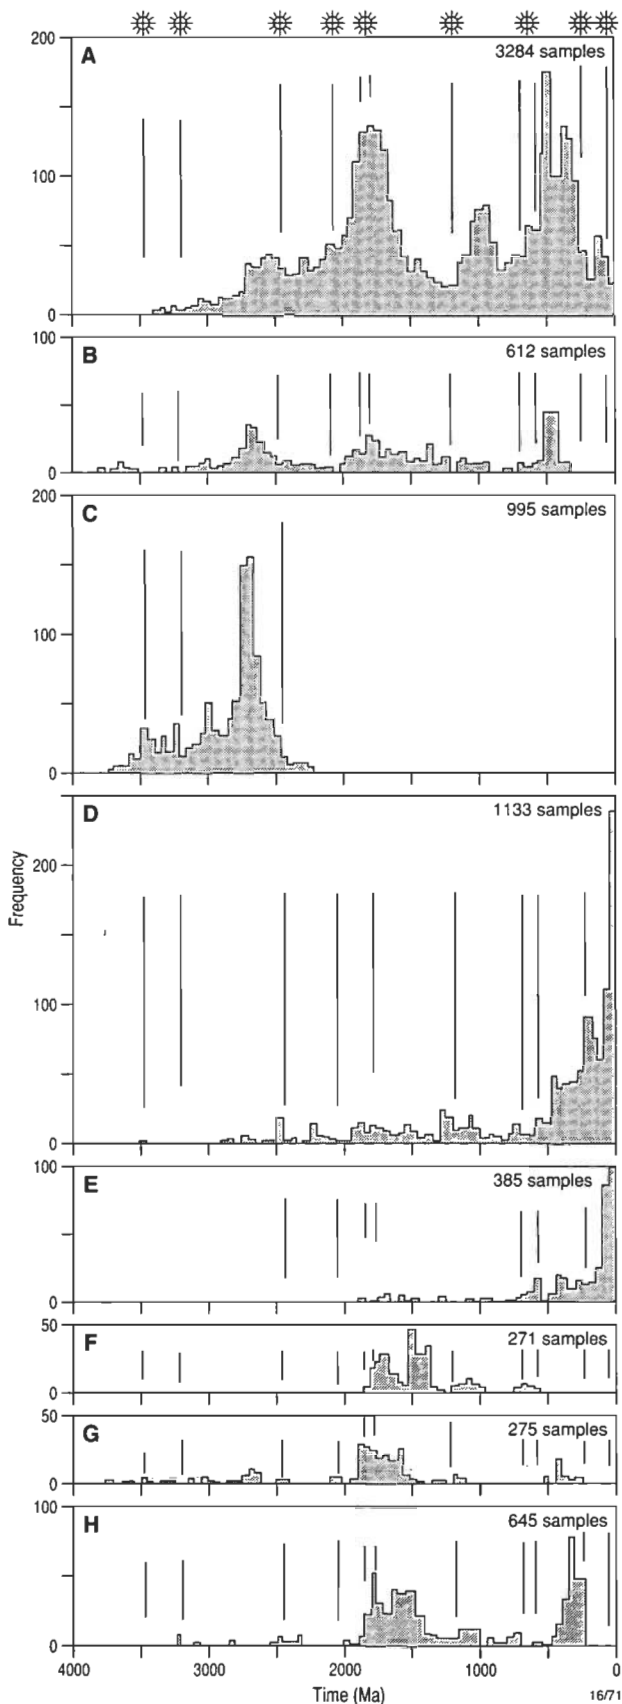 200
A
3284 samples
100
0
100
B
612 samples
0
200
C
995 samples
100
0
D
1133 samples
200
Frequency
100
0
100
E
385 samples
0
50
F
271 samples
0
50
G
275 samples
0
100
H
645 samples
0
4000 3000 2000 1000 0
Time (Ma)
16/71